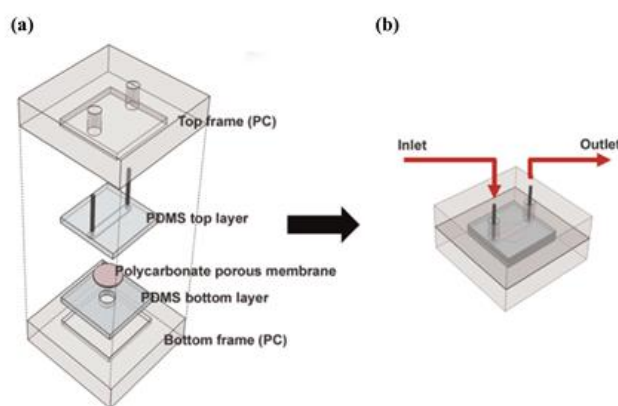 (a)
(b)
Top frame (PC)
Inlet
Outlet
PDMS top layer
Polycarbonate porous membrane
PDMS bottom layer
Bottom frame (PC)